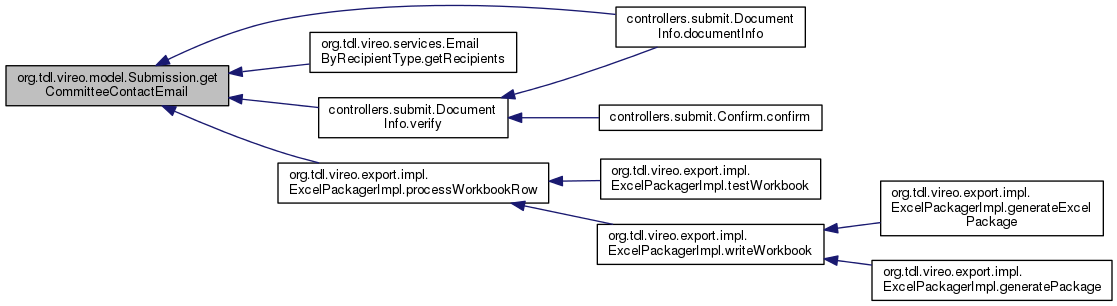 org.tdl.vireo.model.Submission.get
CommitteeContactEmail
controllers.submit.Document
Info.documentInfo
org.tdl.vireo.services.Email
ByRecipientType.getRecipients
controllers.submit.Document
Info.verify
controllers.submit.Confirm.confirm
org.tdl.vireo.export.impl.
ExcelPackagerImpl.processWorkbookRow
org.tdl.vireo.export.impl.
ExcelPackagerImpl.testWorkbook
org.tdl.vireo.export.impl.
ExcelPackagerImpl.writeWorkbook
org.tdl.vireo.export.impl.
ExcelPackagerImpl.generateExcel
Package
org.tdl.vireo.export.impl.
ExcelPackagerImpl.generatePackage